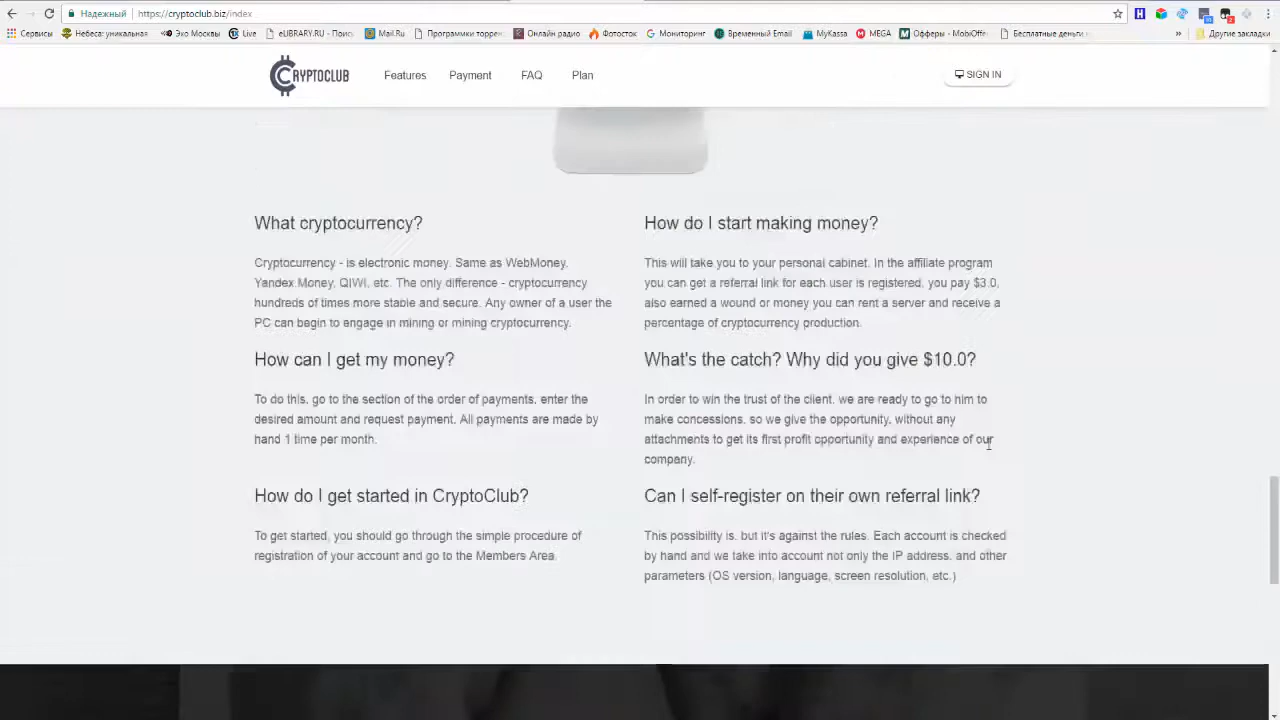 Надежный
https://cryptoclub.biz/index
Сервисы
Небеса: уникальная
Эхо Москвы
Live
eLIBRARY.RU - Поис
Mail.Ru
Программки торрен
Онлайн радио
Фотосток
Мониторинг
Временный Email
MyKassa
MEGA
Офферы - MobiOff
Бесплатные деньги
»
Другие закладки
CRYPTOCLUB
Features
Payment
FAQ
Plan
SIGN IN
What cryptocurrency?
Cryptocurrency - is electronic money. Same as WebMoney,
Yandex.Money, QIWI, etc. The only difference - cryptocurrency
hundreds of times more stable and secure. Any owner of a user the
PC can begin to engage in mining or mining cryptocurrency.
How do I start making money?
This will take you to your personal cabinet. In the affiliate program
you can get a referral link for each user is registered, you pay $3.0,
also earned a wound or money you can rent a server and receive a
percentage of cryptocurrency production.
How can I get my money?
To do this, go to the section of the order of payments, enter the
desired amount and request payment. All payments are made by
hand 1 time per month.
What's the catch? Why did you give $10.0?
In order to win the trust of the client, we are ready to go to him to
make concessions, so we give the opportunity, without any
attachments to get its first profit opportunity and experience of our
company.
How do I get started in CryptoClub?
To get started, you should go through the simple procedure of
registration of your account and go to the Members Area.
Can I self-register on their own referral link?
This possibility is, but it's against the rules. Each account is checked
by hand and we take into account not only the IP address, and other
parameters (OS version, language, screen resolution, etc.)